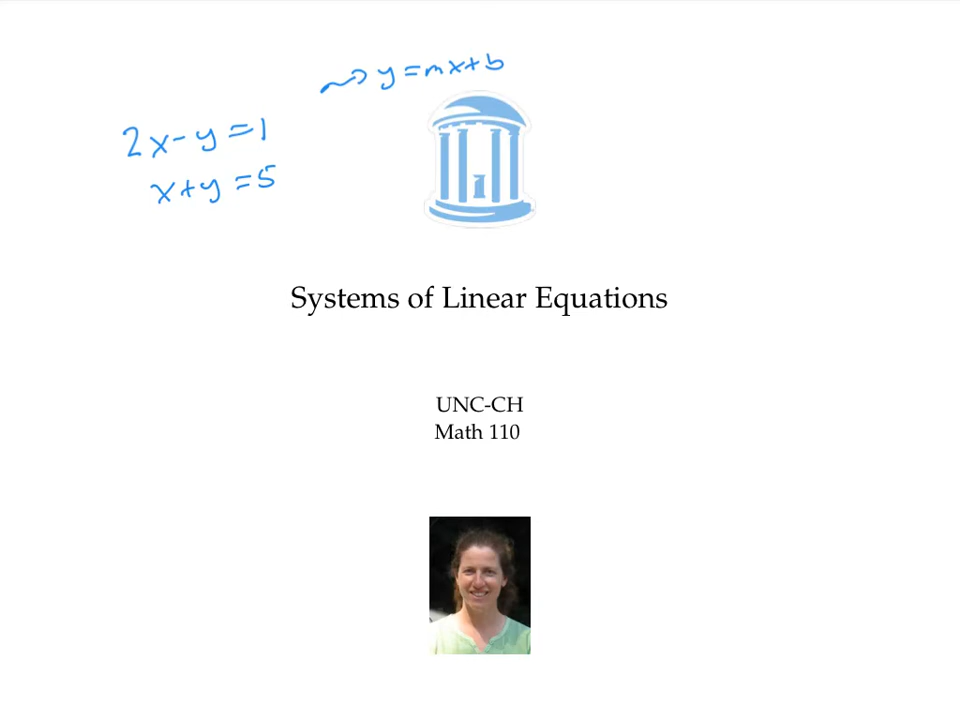 ⇝ y = mx + b
2x - y = 1
x + y = 5
Systems of Linear Equations
UNC-CH
Math 110